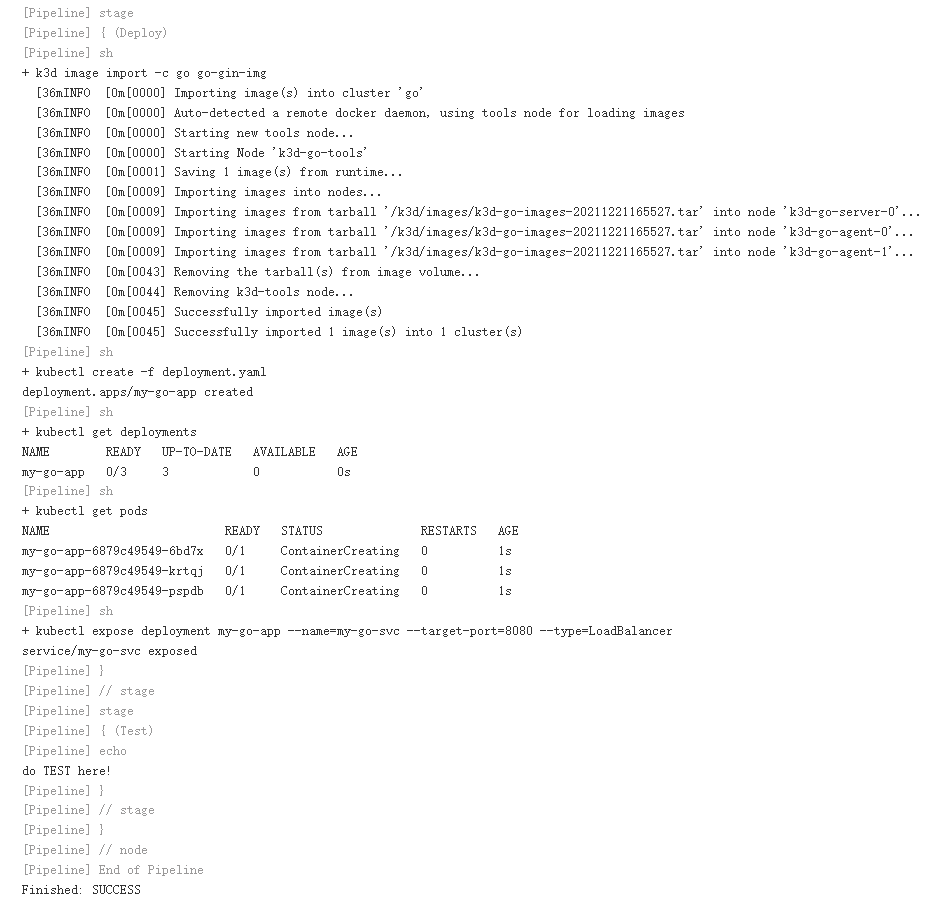 [Pipeline] stage
[Pipeline] { (Deploy)
[Pipeline] sh
+ k3d image import -c go go-gin-img
[36mINFO [0m[0000] Importing image(s) into cluster 'go'
[36mINFO [0m[0000] Auto-detected a remote docker daemon, using tools node for loading images
[36mINFO [0m[0000] Starting new tools node...
[36mINFO [0m[0000] Starting Node 'k3d-go-tools'
[36mINFO [0m[0001] Saving 1 image(s) from runtime...
[36mINFO [0m[0009] Importing images into nodes...
[36mINFO [0m[0009] Importing images from tarball '/k3d/images/k3d-go-images-20211221165527.tar' into node 'k3d-go-server-0'...
[36mINFO [0m[0009] Importing images from tarball '/k3d/images/k3d-go-images-20211221165527.tar' into node 'k3d-go-agent-0'...
[36mINFO [0m[0009] Importing images from tarball '/k3d/images/k3d-go-images-20211221165527.tar' into node 'k3d-go-agent-1'...
[36mINFO [0m[0043] Removing the tarball(s) from image volume...
[36mINFO [0m[0044] Removing k3d-tools node...
[36mINFO [0m[0045] Successfully imported image(s)
[36mINFO [0m[0045] Successfully imported 1 image(s) into 1 cluster(s)
[Pipeline] sh
+ kubectl create -f deployment.yaml
deployment.apps/my-go-app created
[Pipeline] sh
+ kubectl get deployments
NAME READY UP-TO-DATE AVAILABLE AGE
my-go-app 0/3 3 0 0s
[Pipeline] sh
+ kubectl get pods
NAME READY STATUS RESTARTS AGE
my-go-app-6879c49549-6bd7x 0/1 ContainerCreating 0 1s
my-go-app-6879c49549-krtqj 0/1 ContainerCreating 0 1s
my-go-app-6879c49549-pspdb 0/1 ContainerCreating 0 1s
[Pipeline] sh
+ kubectl expose deployment my-go-app --name=my-go-svc --target-port=8080 --type=LoadBalancer
service/my-go-svc exposed
[Pipeline] }
[Pipeline] // stage
[Pipeline] stage
[Pipeline] { (Test)
[Pipeline] echo
do TEST here!
[Pipeline] }
[Pipeline] // stage
[Pipeline] }
[Pipeline] // node
[Pipeline] End of Pipeline
Finished: SUCCESS